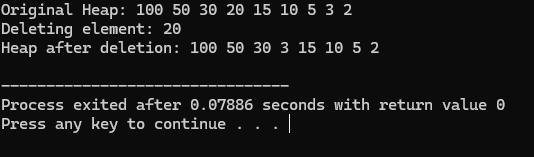 Original Heap: 100 50 30 20 15 10 5 3 2
Deleting element: 20
Heap after deletion: 100 50 30 3 15 10 5 2
--------------------------------
Process exited after 0.07886 seconds with return value 0
Press any key to continue . . .